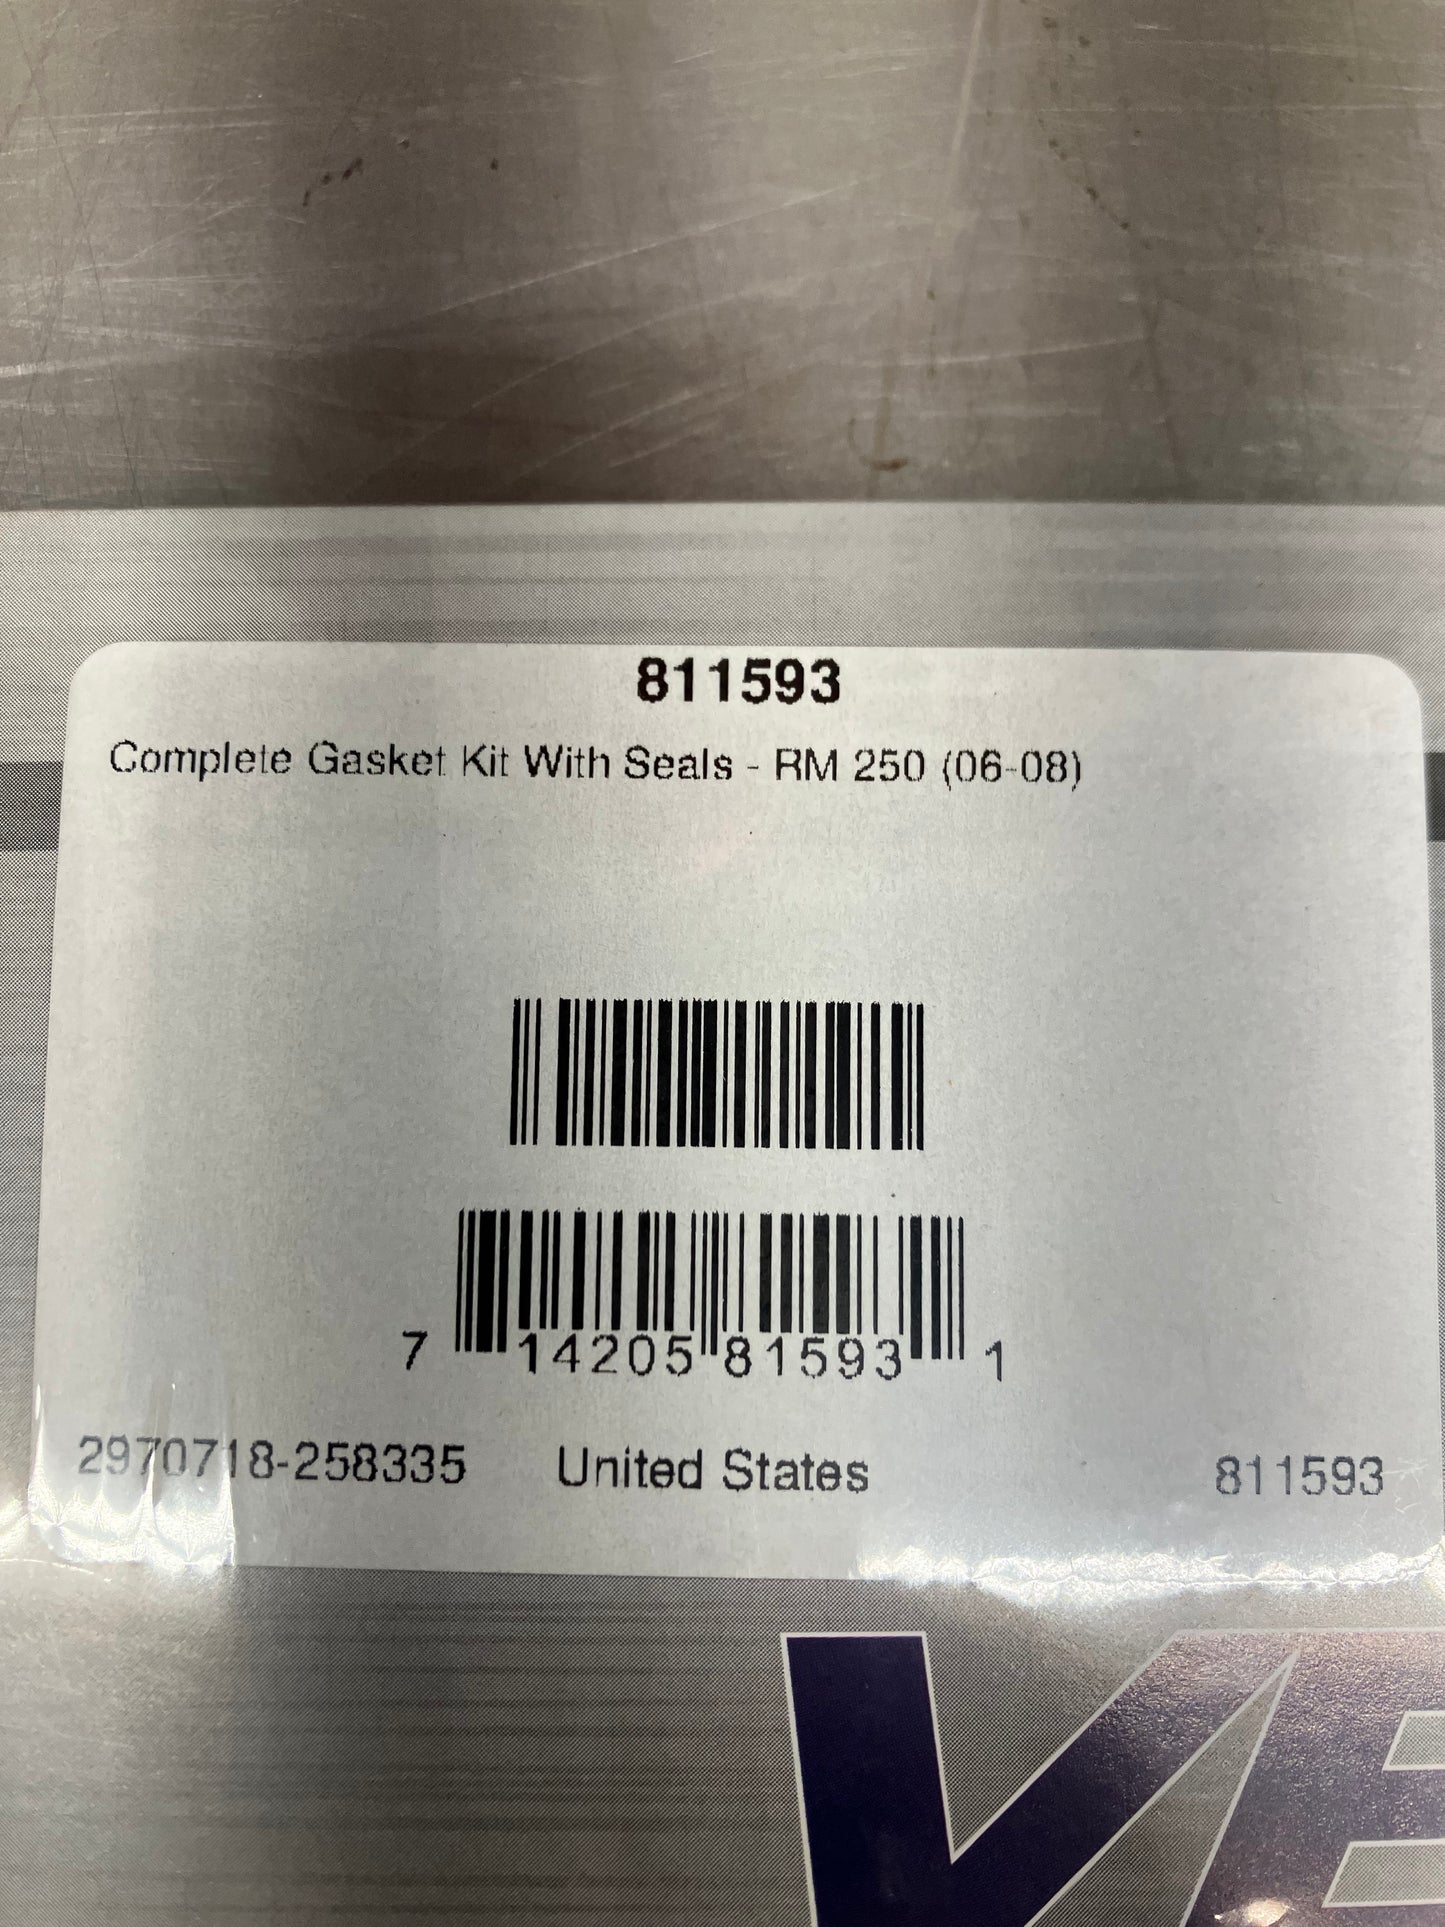 811593
Complete Gasket Kit With Seals - RM 250 (06-08)
7 14205 81593 1
2970718-258335 United States 811593